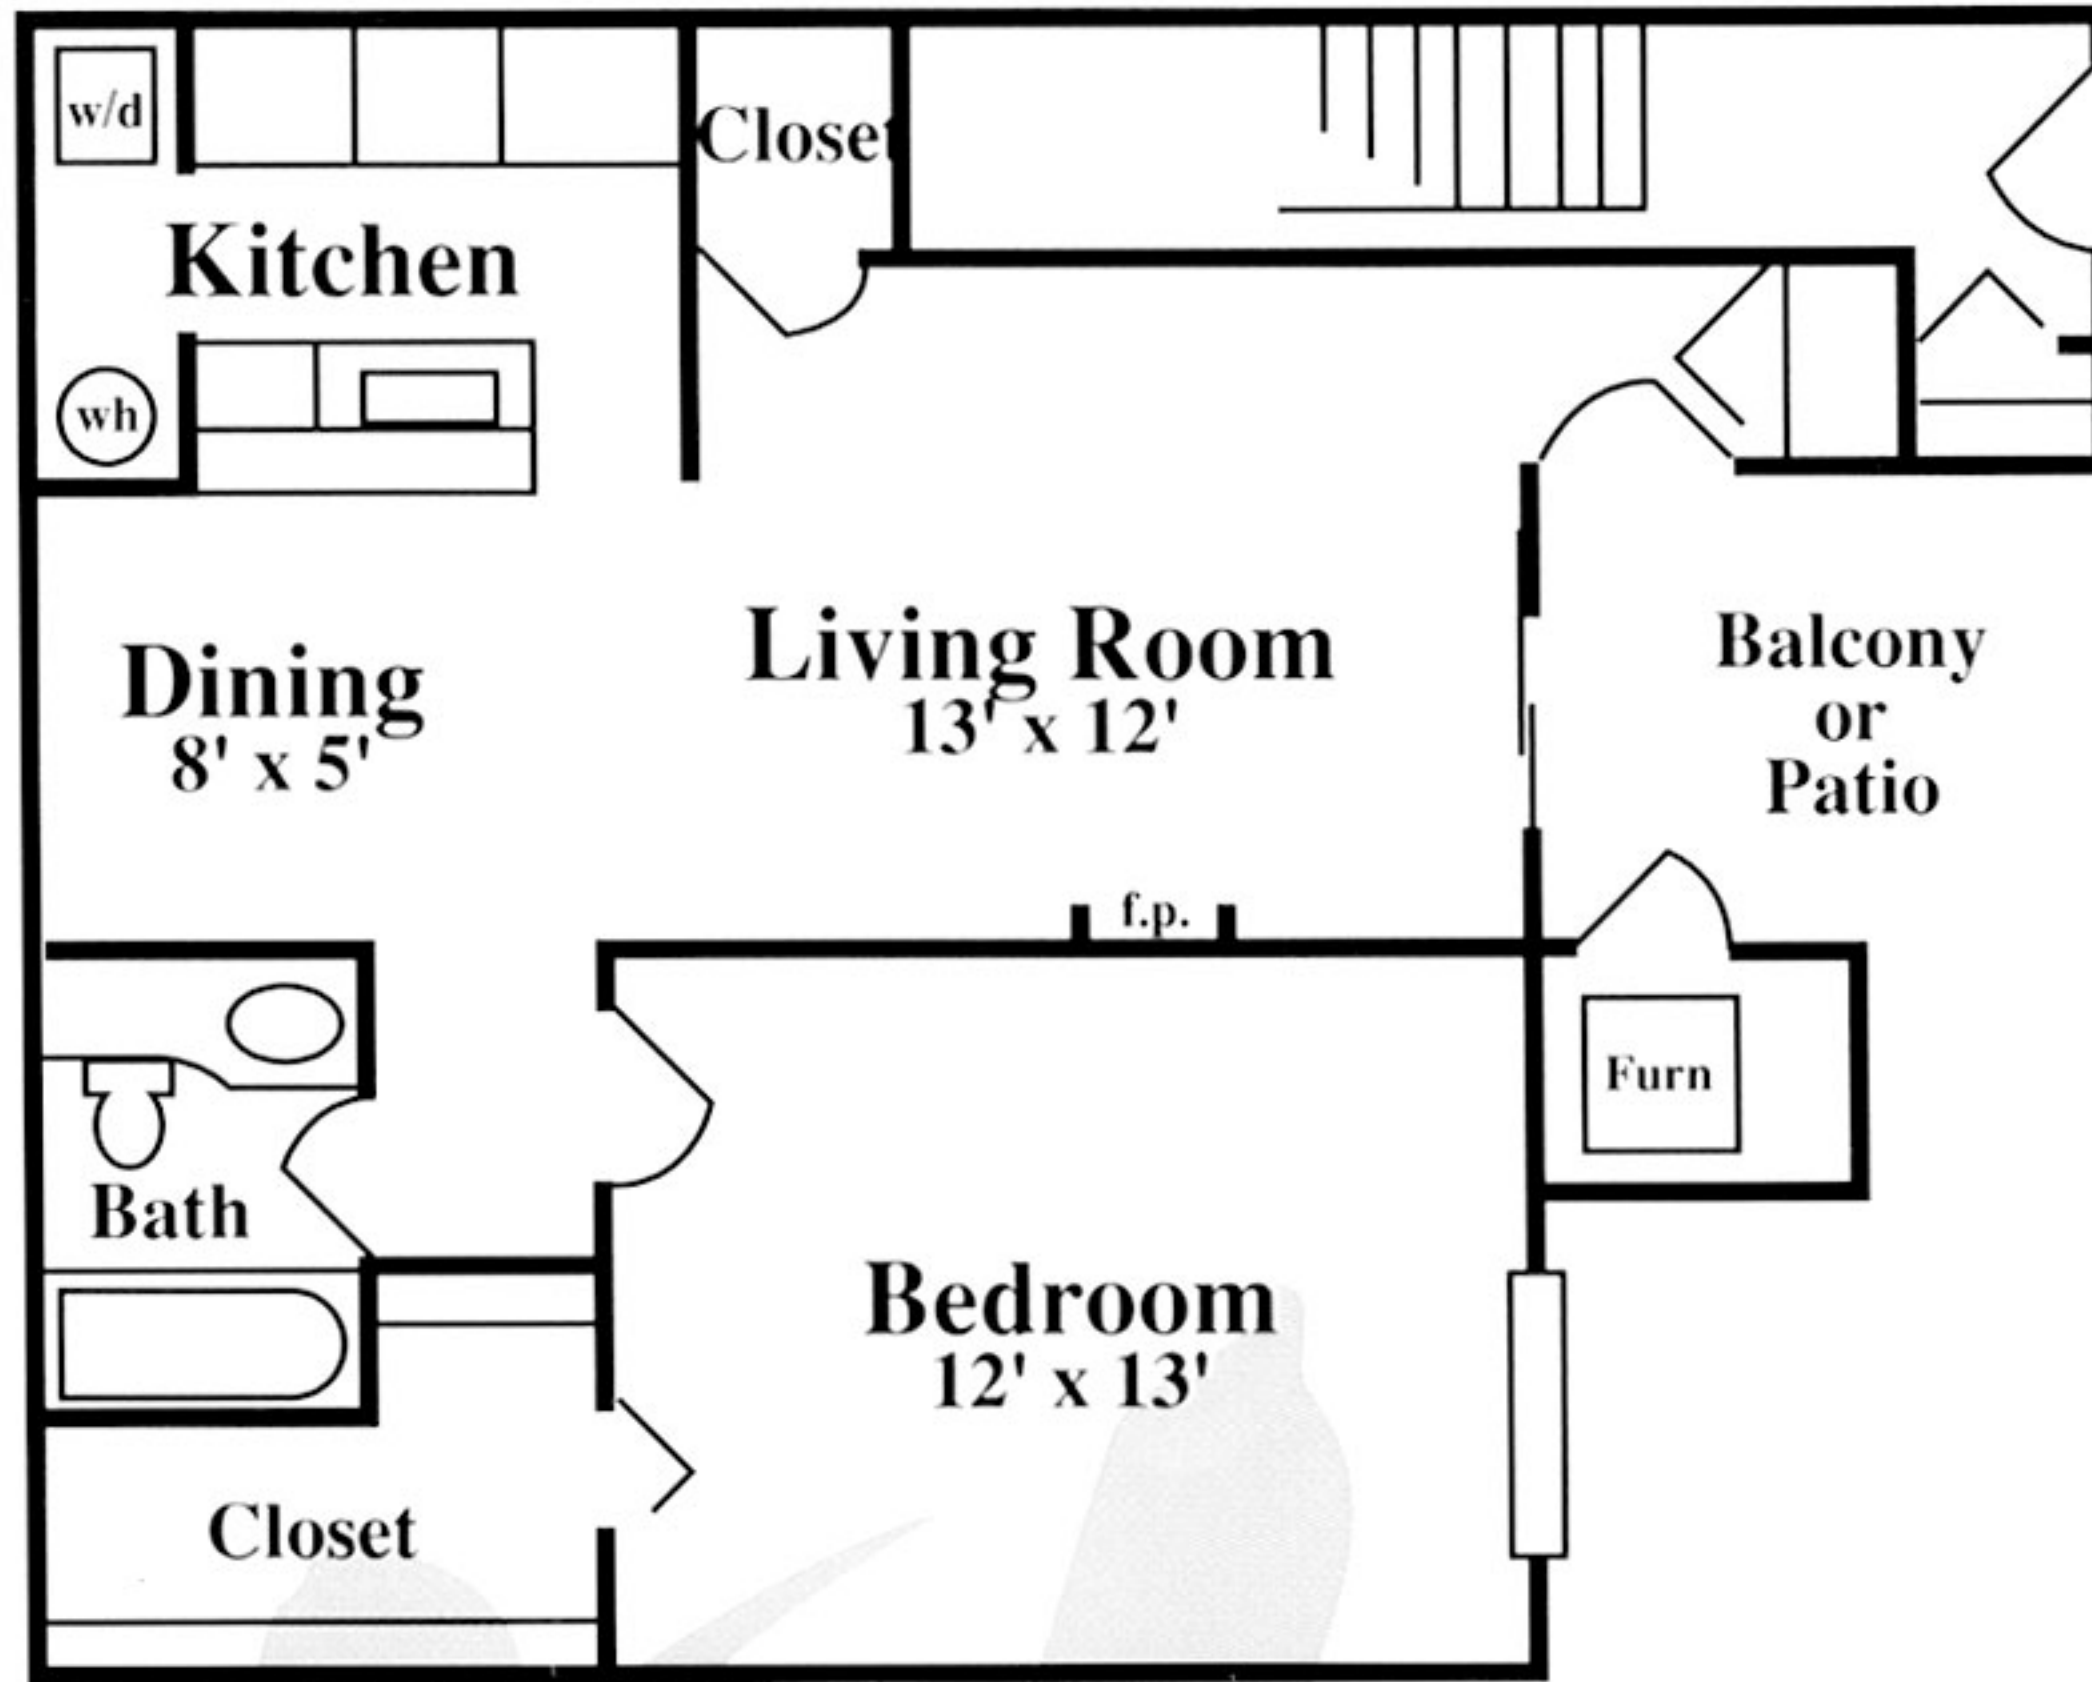 w/d
Closet
Kitchen
wh
Living Room
13' x 12'
Dining
8' x 5'
Balcony
or
Patio
f.p.
Furn
Bath
Bedroom
12' x 13'
Closet